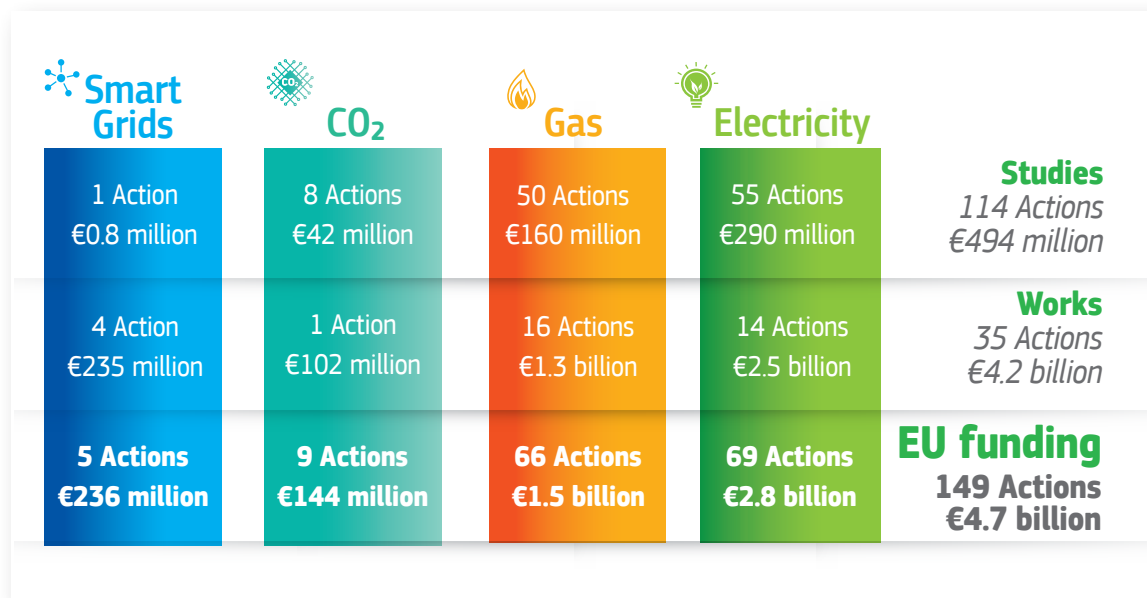 Smart
Grids
CO₂
CO₂
Gas
Electricity
1 Action
€0.8 million
8 Actions
€42 million
50 Actions
€160 million
55 Actions
€290 million
Studies
114 Actions
€494 million
4 Action
€235 million
1 Action
€102 million
16 Actions
€1.3 billion
14 Actions
€2.5 billion
Works
35 Actions
€4.2 billion
5 Actions
€236 million
9 Actions
€144 million
66 Actions
€1.5 billion
69 Actions
€2.8 billion
EU funding
149 Actions
€4.7 billion